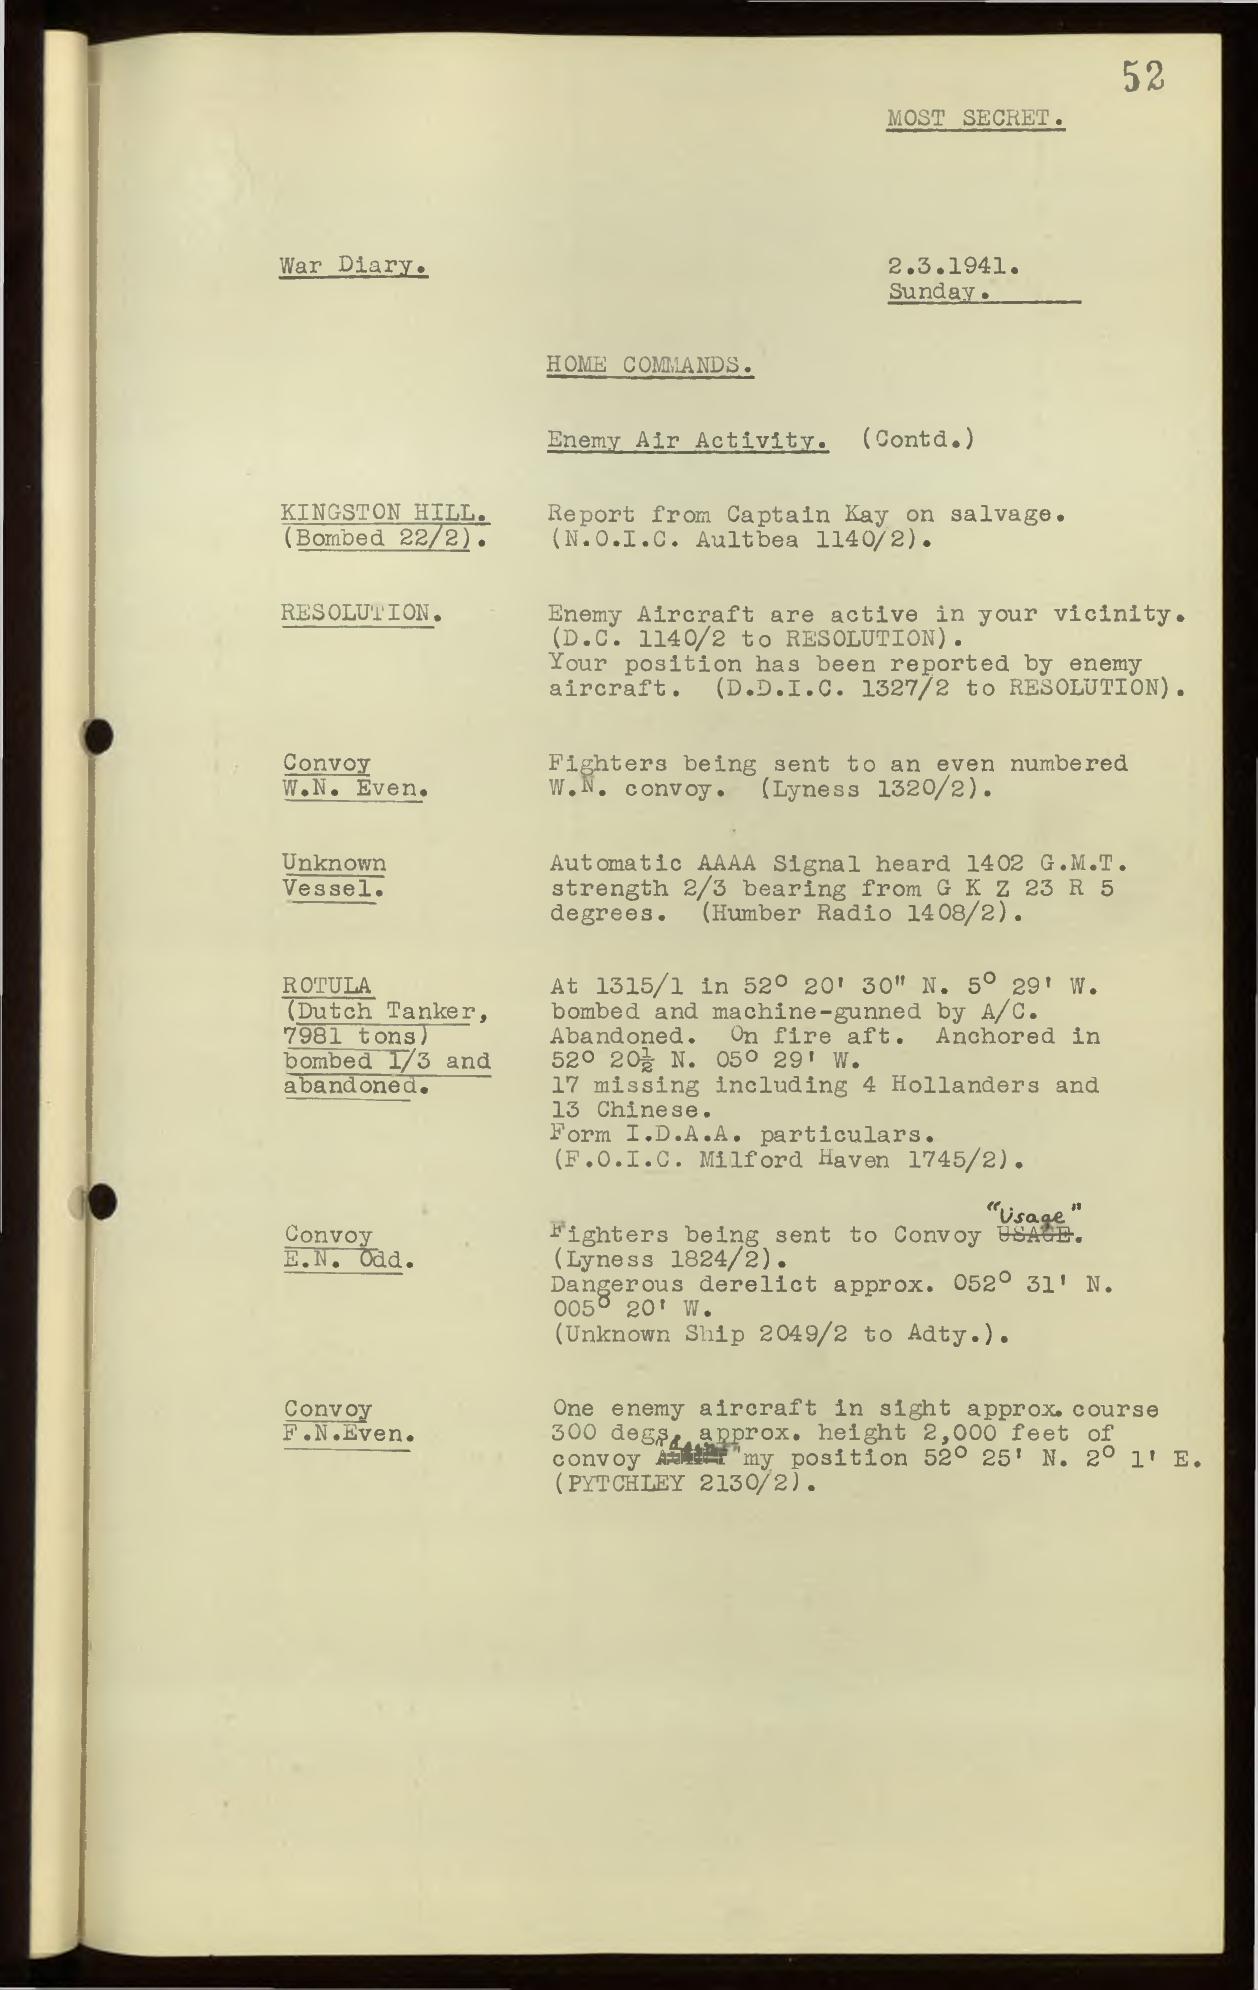 52
MOST SECRET.
War Diary.
2.3.1941.
Sunday.
HOME COMMANDS.
Enemy Air Activity. (Contd.)
KINGSTON HILL.
(Bombed 22/2).
Report from Captain Kay on salvage.
(N.O.I.C. Aultbea 1140/2).
RESOLUTION.
Enemy Aircraft are active in your vicinity.
(D.C. 1140/2 to RESOLUTION).
Your position has been reported by enemy
aircraft. (D.D.I.C. 1327/2 to RESOLUTION).
Convoy
W.N. Even.
Fighters being sent to an even numbered
W.N. convoy. (Lyness 1320/2).
Unknown
Vessel.
Automatic AAAA Signal heard 1402 G.M.T.
strength 2/3 bearing from G K Z 23 R 5
degrees. (Humber Radio 1408/2).
ROTULA
(Dutch Tanker,
7981 tons)
bombed 1/3 and
abandoned.
At 1315/1 in 52° 20' 30" N. 5° 29' W.
bombed and machine-gunned by A/C.
Abandoned. On fire aft. Anchored in
52° 20½ N. 05° 29' W.
17 missing including 4 Hollanders and
13 Chinese.
Form I.D.A.A. particulars.
(F.O.I.C. Milford Haven 1745/2).
Convoy
E.N. Odd.
"Usage"
Fighters being sent to Convoy USAGE.
(Lyness 1824/2).
Dangerous derelict approx. 052° 31' N.
005° 20' W.
(Unknown Ship 2049/2 to Adty.).
Convoy
F.N.Even.
One enemy aircraft in sight approx. course
300 degs. approx. height 2,000 feet of
convoy my position 52° 25' N. 2° 1' E.
(PYTCHLEY 2130/2).